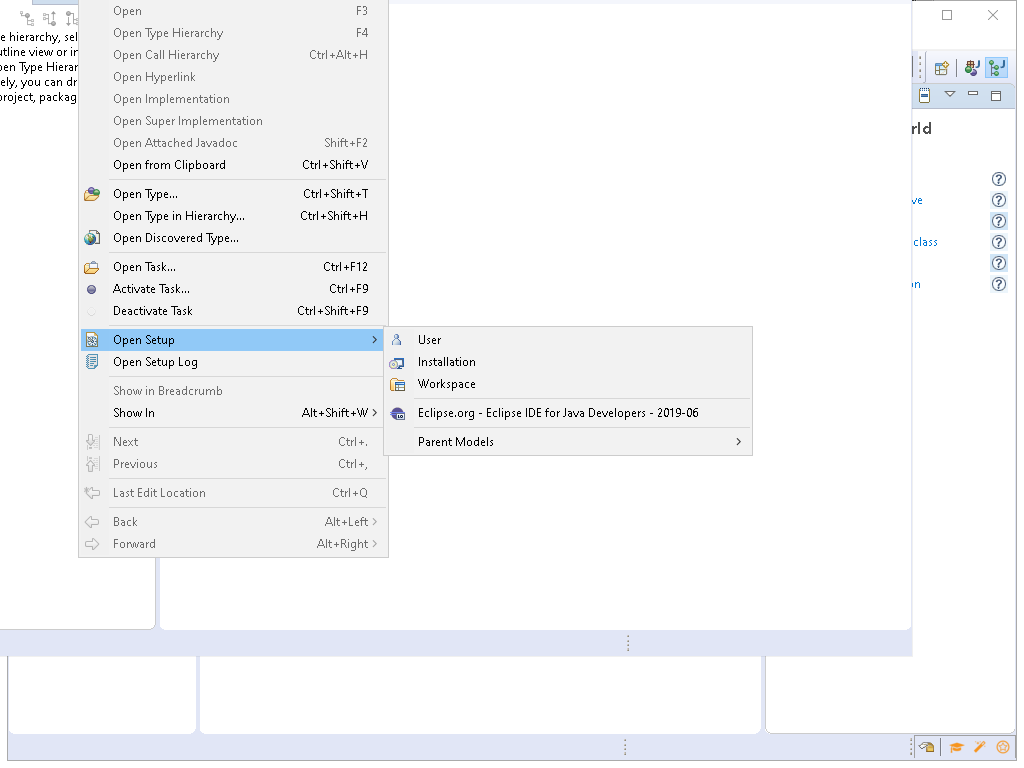 Open F3
e hierarchy, sel
Open Type Hierarchy F4
utline view or in
Open Call Hierarchy Ctrl+Alt+H
pen Type Hierar
Open Hyperlink
ely, you can dr
project, packag
Open Implementation
Open Super Implementation
Open Attached Javadoc Shift+F2
Open from Clipboard Ctrl+Shift+V
Open Type... Ctrl+Shift+T
Open Type in Hierarchy... Ctrl+Shift+H
Open Discovered Type...
Open Task... Ctrl+F12
Activate Task... Ctrl+F9
Deactivate Task Ctrl+Shift+F9
Open Setup
Open Setup Log
Show in Breadcrumb
Show In Alt+Shift+W
Next Ctrl+.
Previous Ctrl+,
Last Edit Location Ctrl+Q
Back Alt+Left
Forward Alt+Right
User
Installation
Workspace
Eclipse.org - Eclipse IDE for Java Developers - 2019-06
Parent Models
rld
ve
class
on